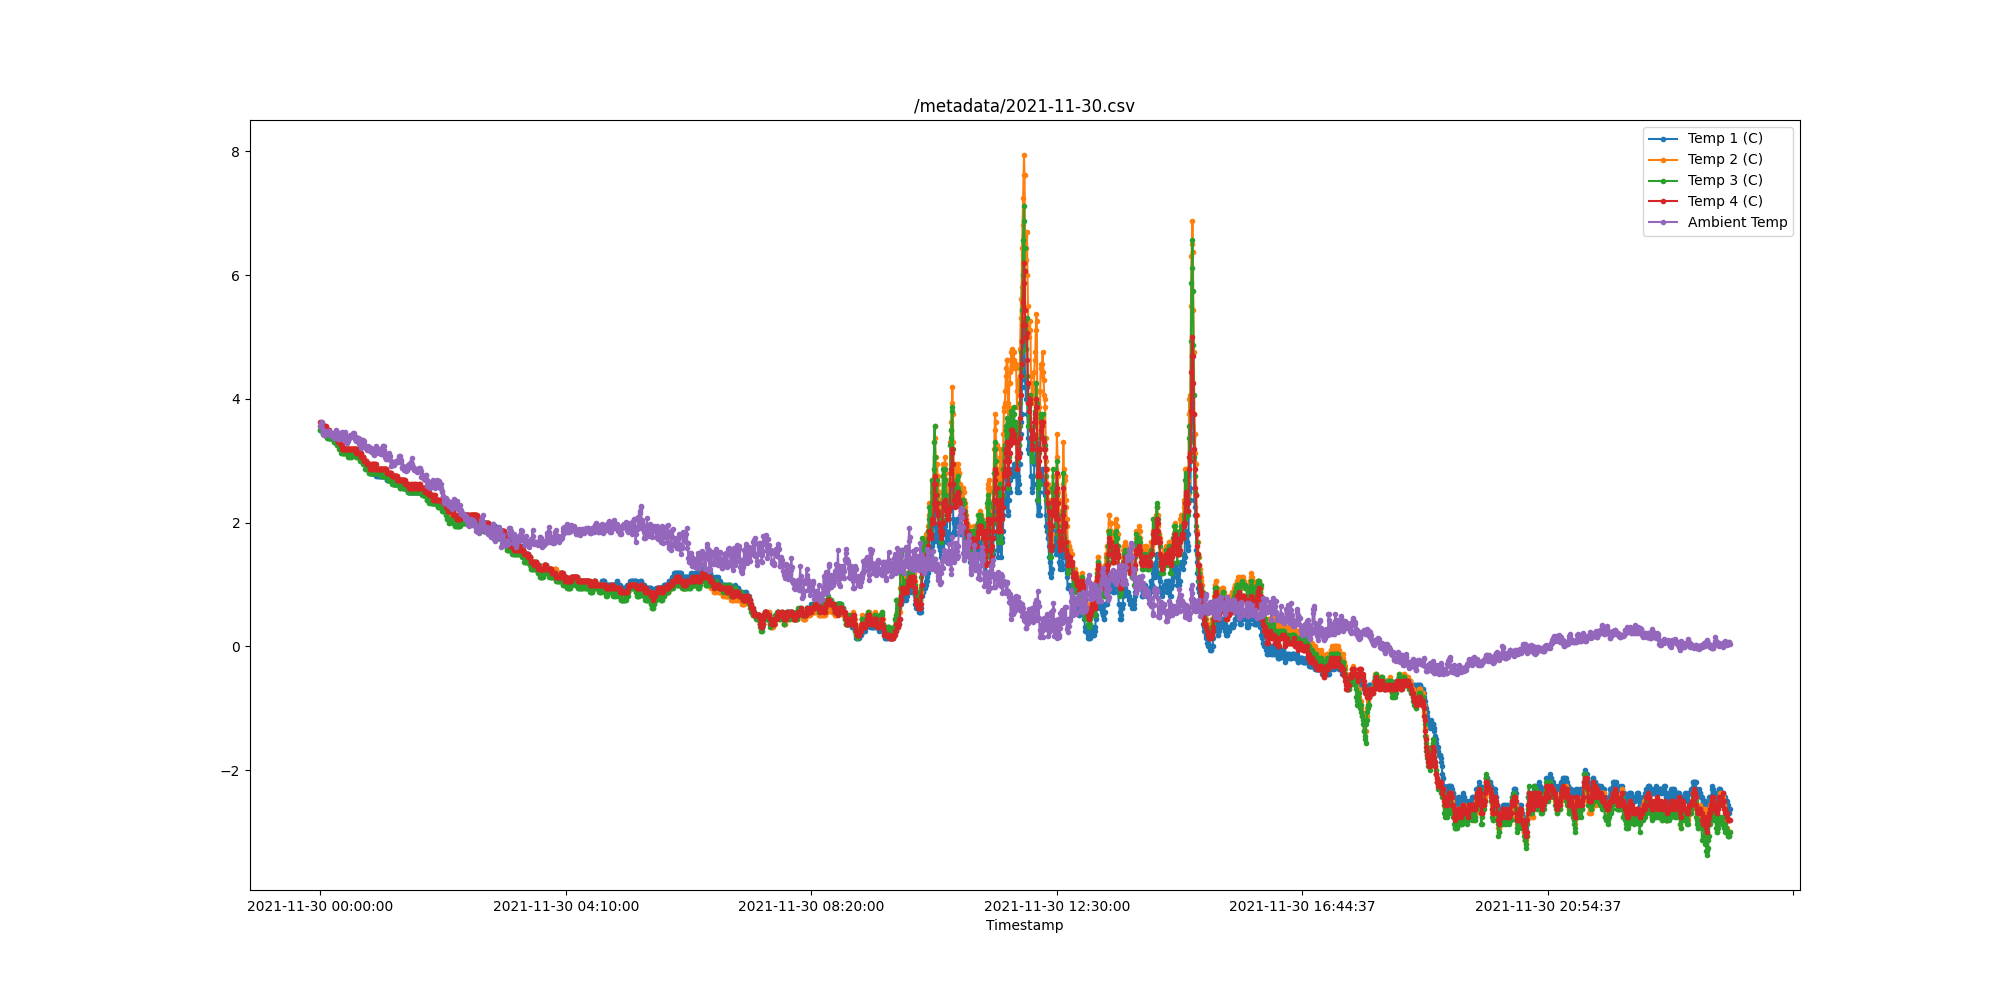 /metadata/2021-11-30.csv
8
6
4
2
0
−2
Temp 1 (C)
Temp 2 (C)
Temp 3 (C)
Temp 4 (C)
Ambient Temp
2021-11-30 00:00:00
2021-11-30 04:10:00
2021-11-30 08:20:00
2021-11-30 12:30:00
2021-11-30 16:44:37
2021-11-30 20:54:37
Timestamp